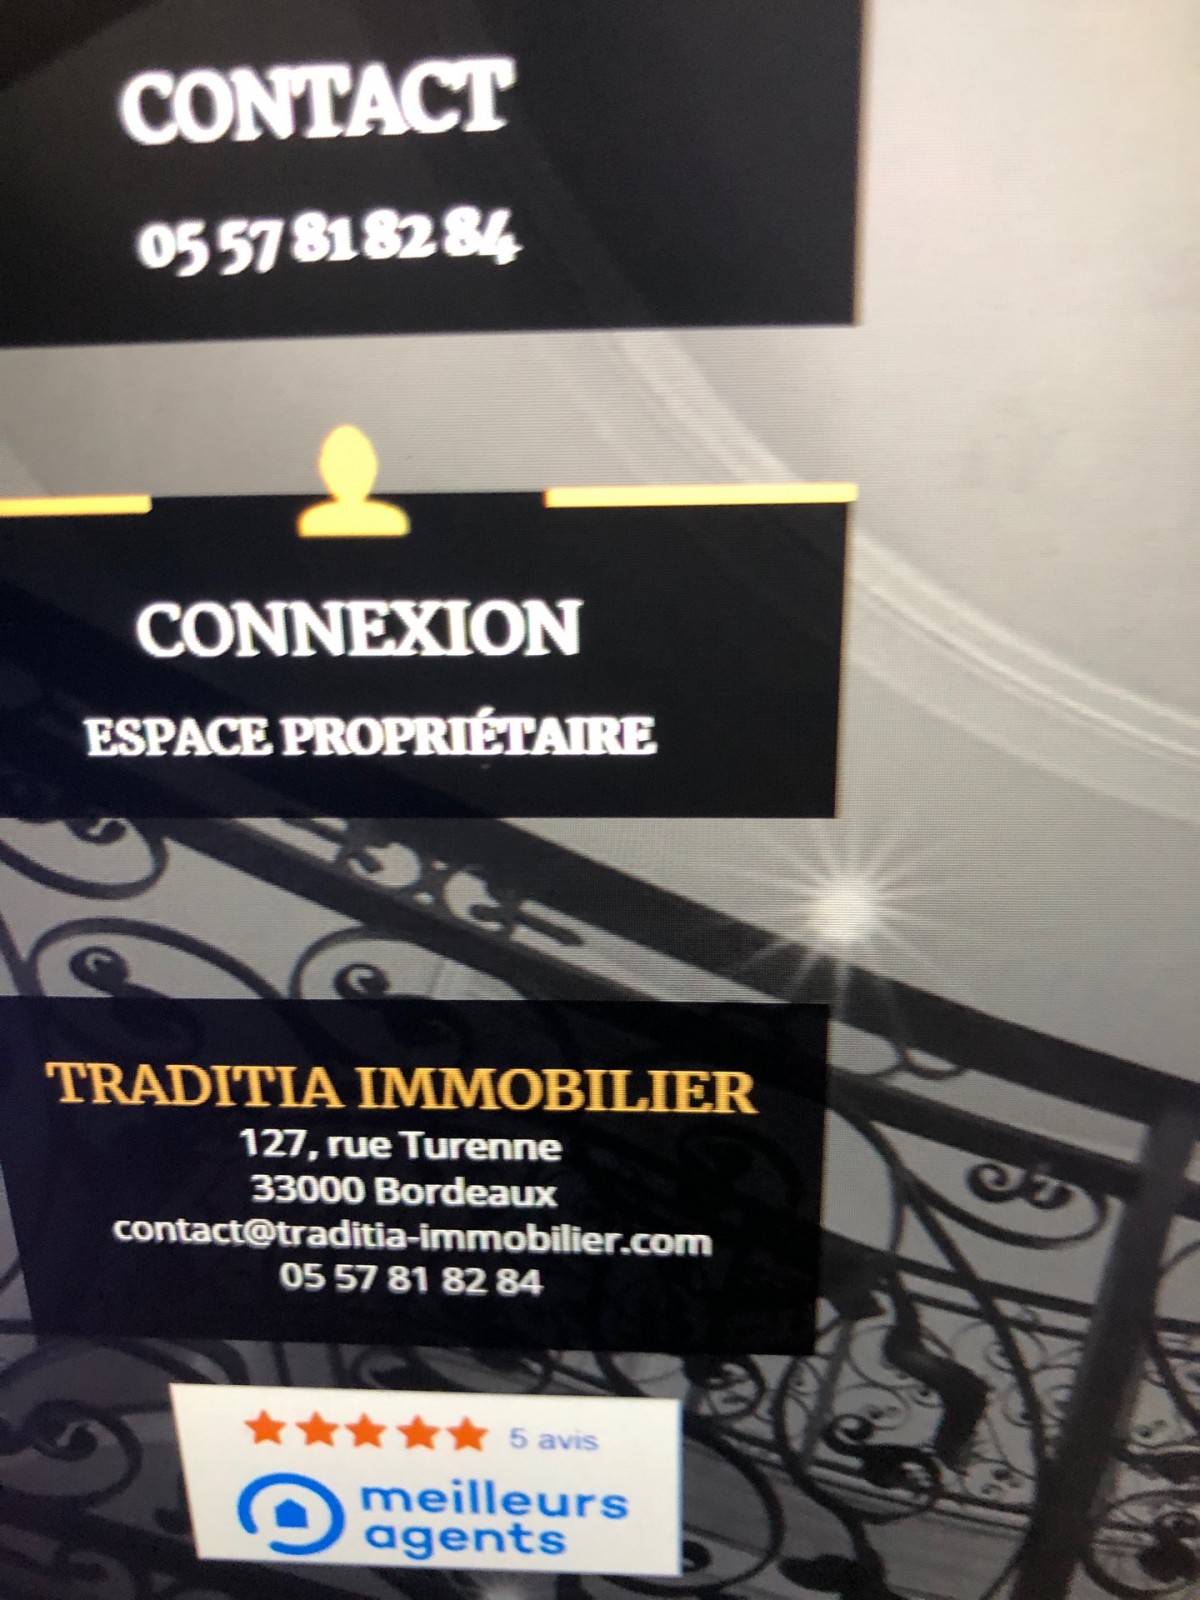 CONTACT
05 57 81 82 84
CONNEXION
ESPACE PROPRIÉTAIRE
TRADITIA IMMOBILIER
127, rue Turenne
33000 Bordeaux
contact@traditia-immobilier.com
05 57 81 82 84
5 avis
meilleurs
agents